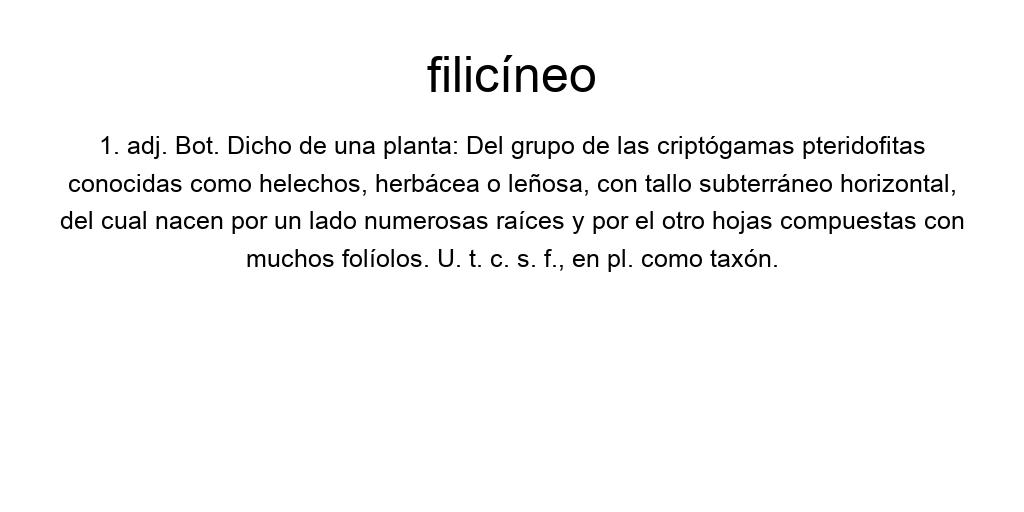 filicíneo
1. adj. Bot. Dicho de una planta: Del grupo de las criptógamas pteridofitas
conocidas como helechos, herbácea o leñosa, con tallo subterráneo horizontal,
del cual nacen por un lado numerosas raíces y por el otro hojas compuestas con
muchos folíolos. U. t. c. s. f., en pl. como taxón.